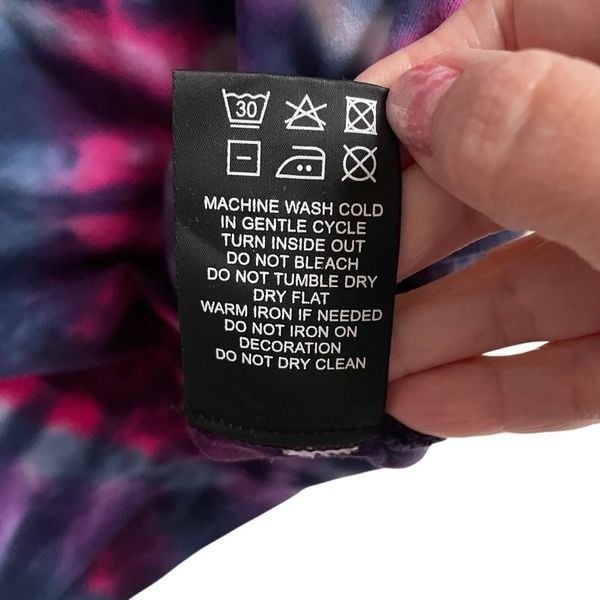 30
MACHINE WASH COLD
IN GENTLE CYCLE
TURN INSIDE OUT
DO NOT BLEACH
DO NOT TUMBLE DRY
DRY FLAT
WARM IRON IF NEEDED
DO NOT IRON ON
DECORATION
DO NOT DRY CLEAN